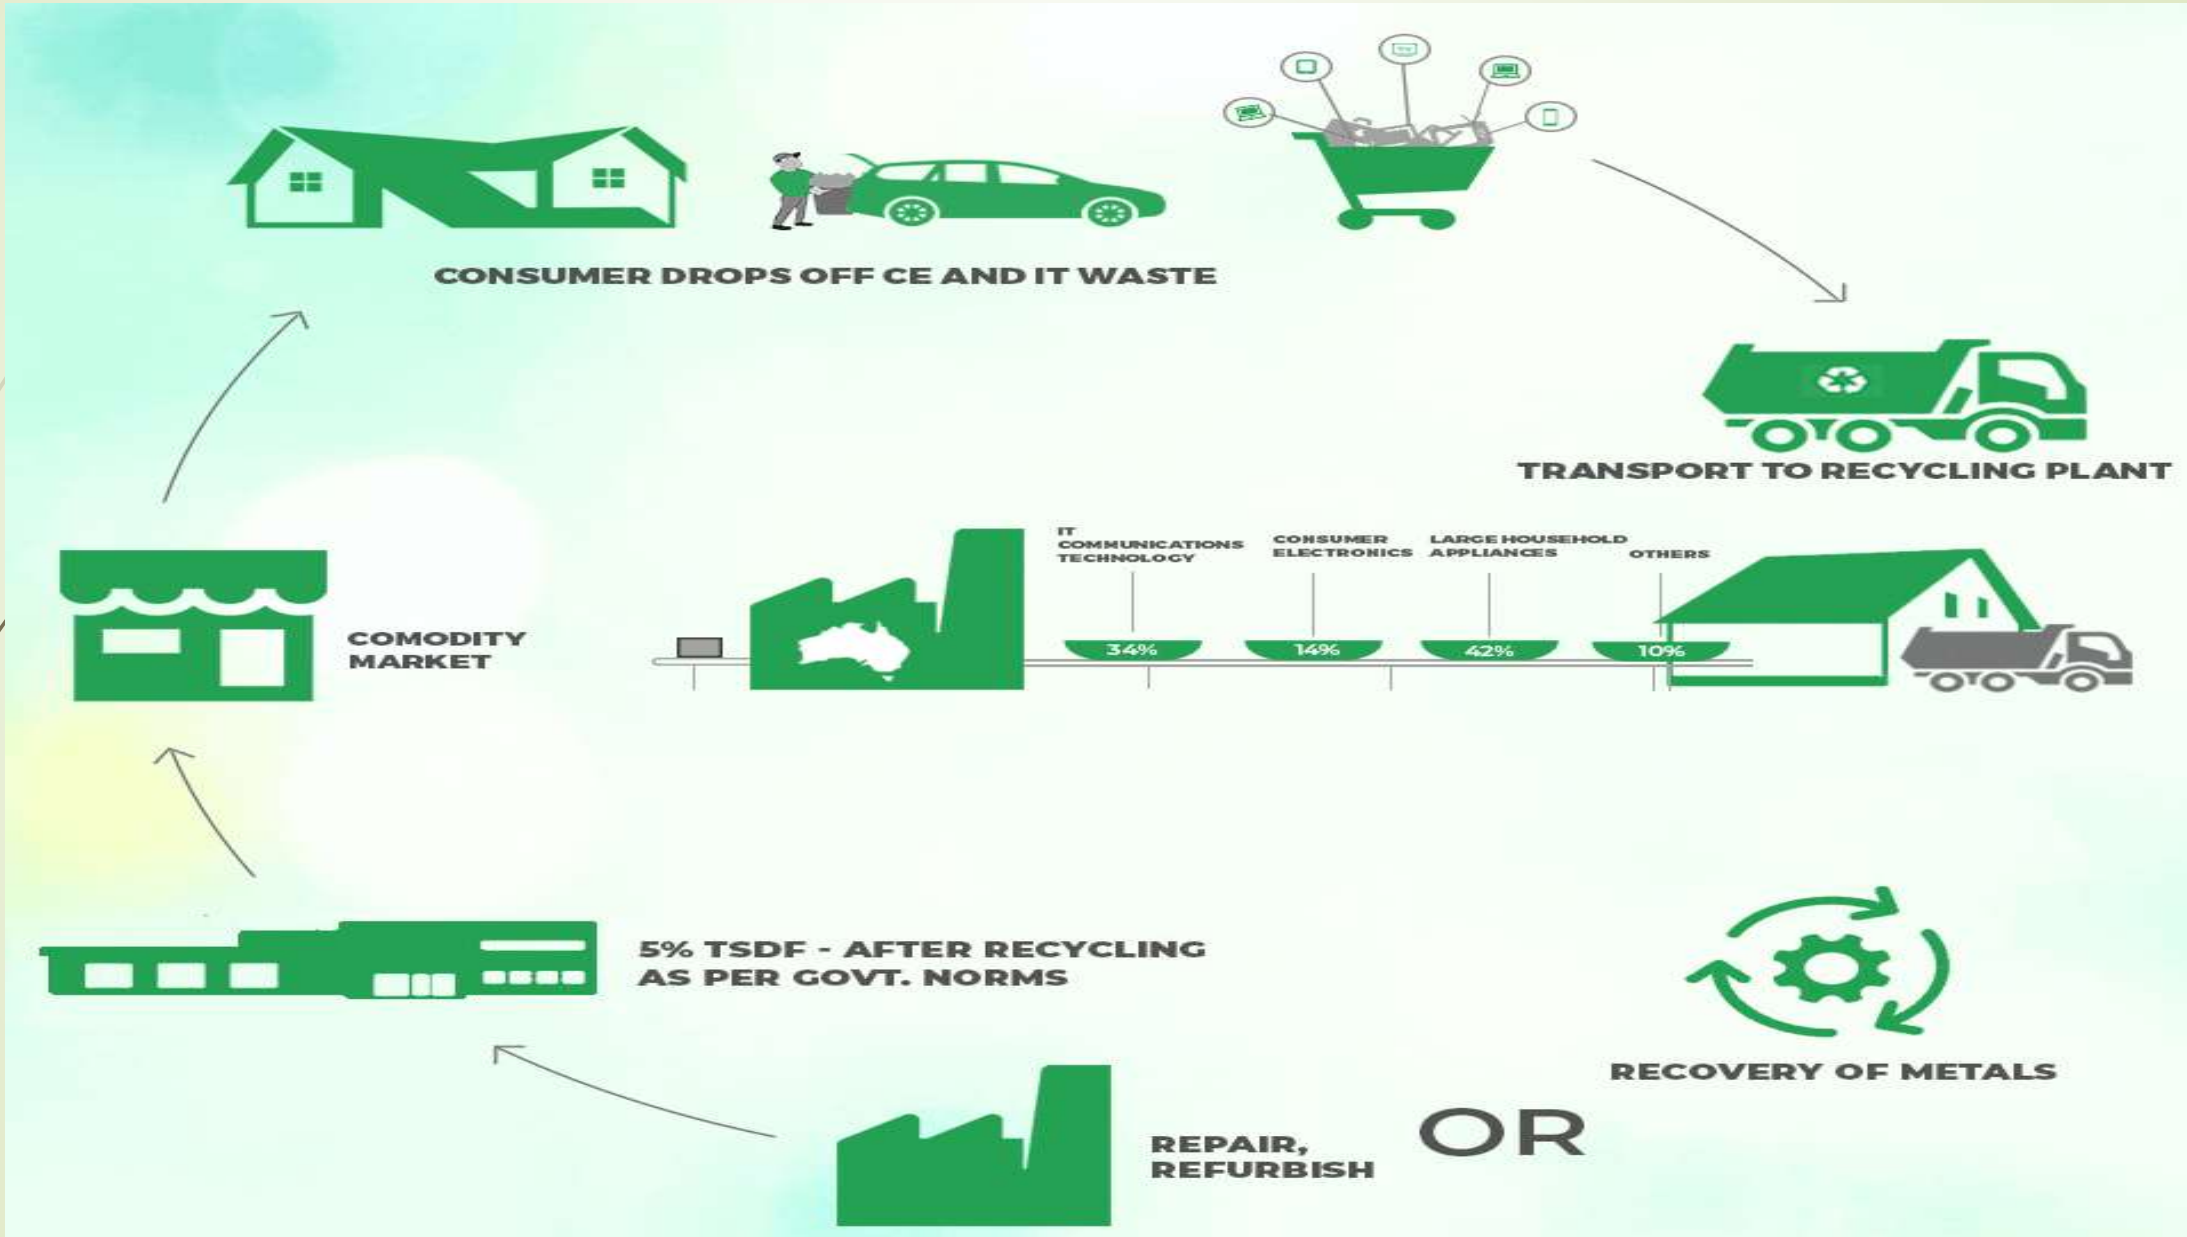 CONSUMER DROPS OFF CE AND IT WASTE
TRANSPORT TO RECYCLING PLANT
IT
COMMUNICATIONS
TECHNOLOGY
CONSUMER
ELECTRONICS
LARGE HOUSEHOLD
APPLIANCES
OTHERS
34%
14%
42%
10%
COMODITY
MARKET
5% TSDF - AFTER RECYCLING
AS PER GOVT. NORMS
RECOVERY OF METALS
OR
REPAIR,
REFURBISH